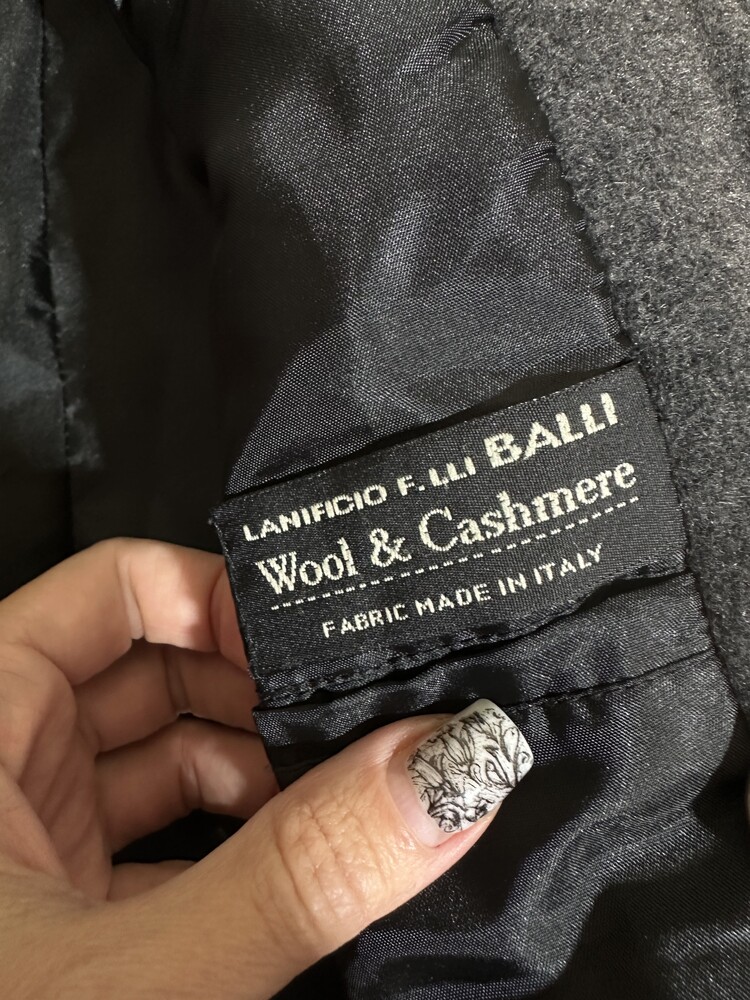 LANIFICIO F.LLI BALLI
Wool & Cashmere
FABRIC MADE IN ITALY